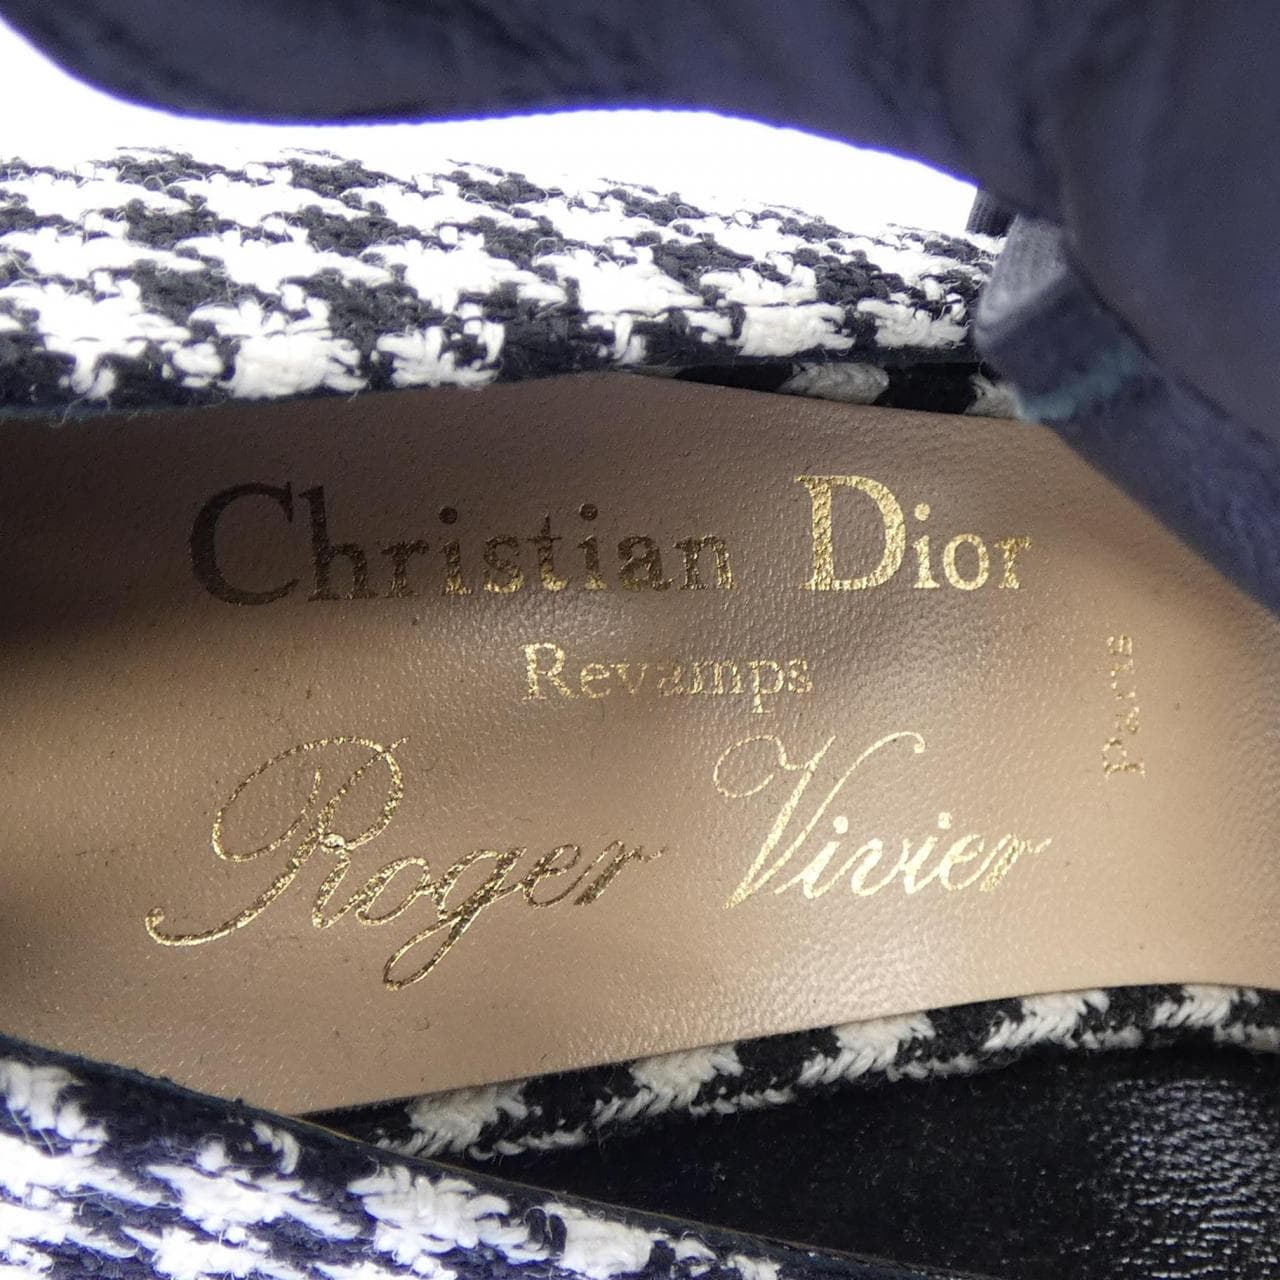 Christian Dior
Revamps
Roger Vivier
Paris